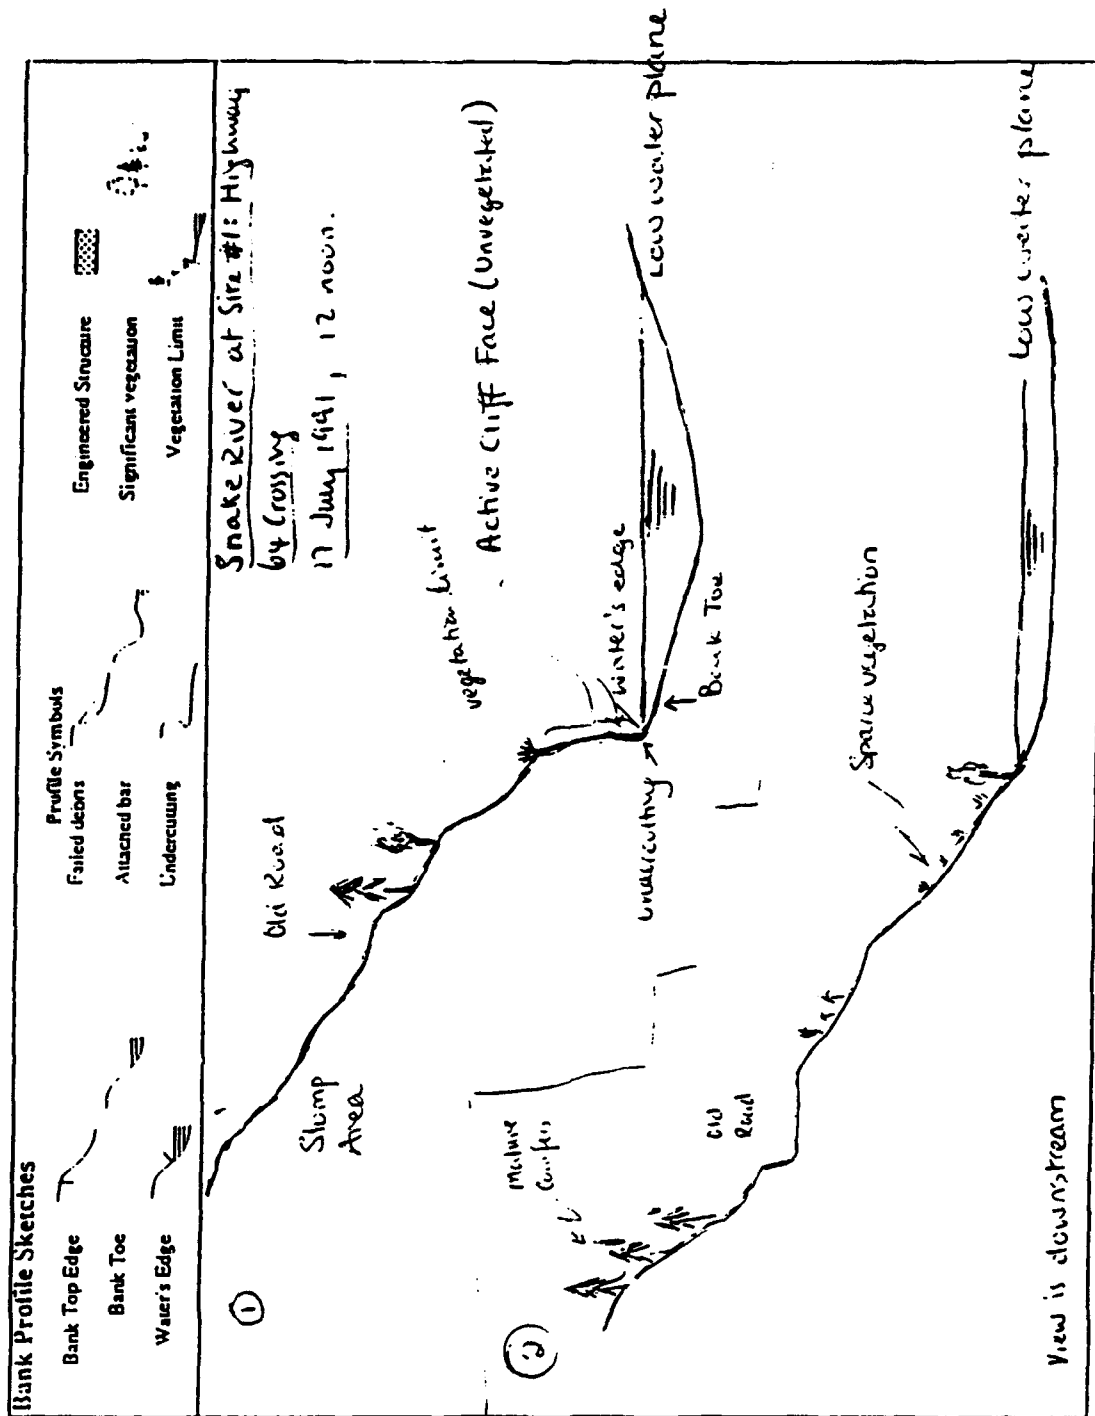 Bank Profile Sketches
Profile Symbols
Bank Top Edge
Failed debris
Engineered Structure
Bank Toe
Attached bar
Significant vegetation
Water's Edge
Undercutting
Vegetation Limit
Snake River at Site #1: Highway
64 Crossing
17 July 1991, 12 noon.
1
Old Road
Slump
Area
vegetation limit
Active Cliff Face (Unvegetated)
Water's edge
Low water plane
Undercutting
Bank Toe
2
Mature
Conifers
Old
Road
Sparse vegetation
Low water plane
View is downstream